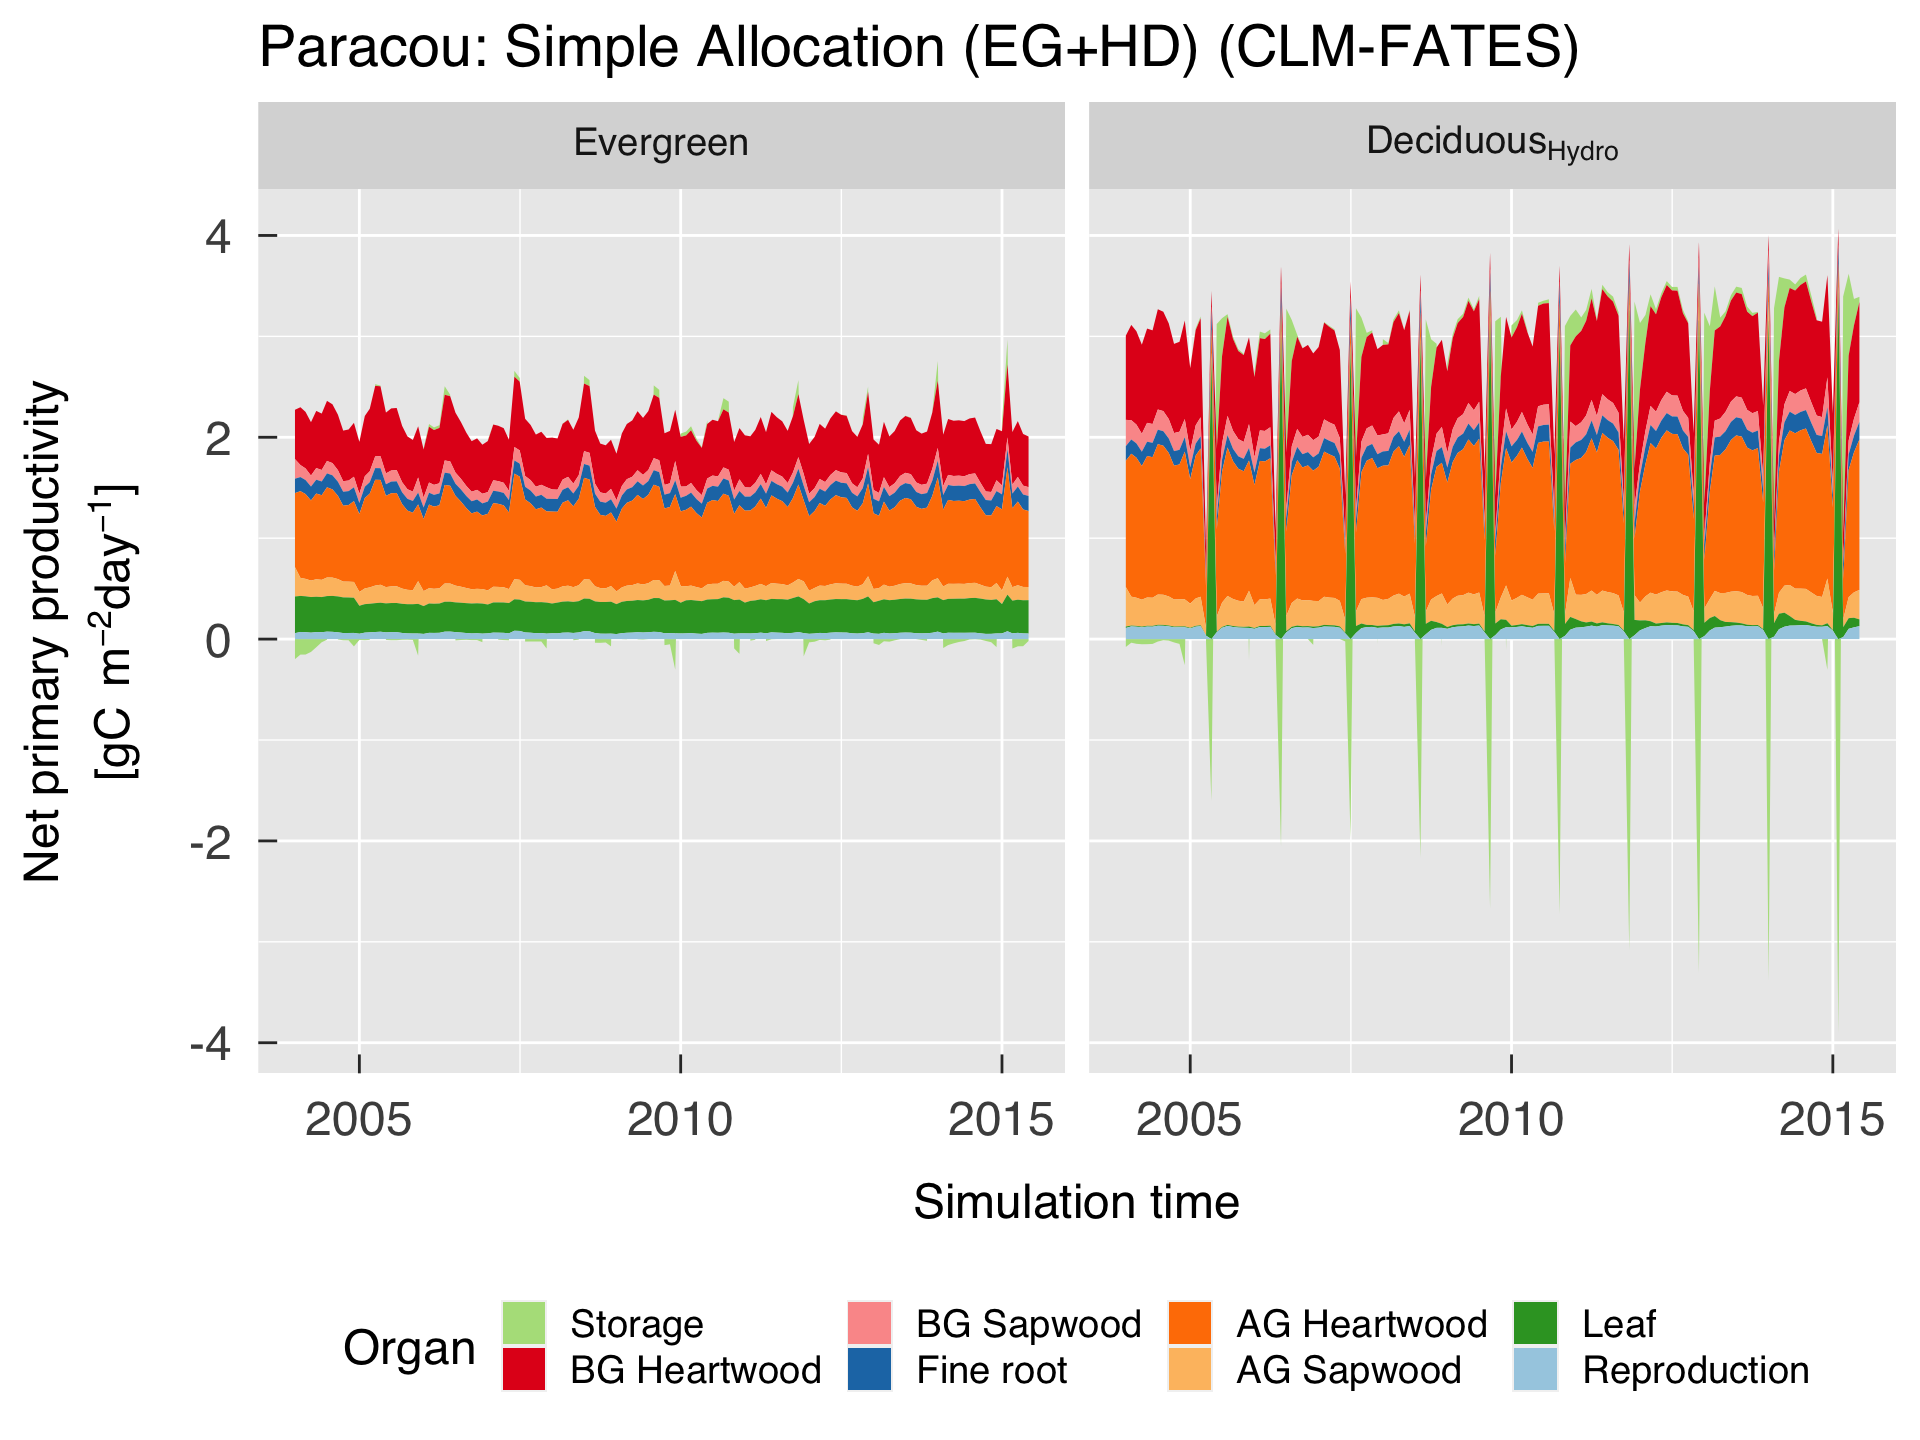 Paracou: Simple Allocation (EG+HD) (CLM-FATES)
Evergreen
Deciduous_Hydro
Net primary productivity
[gC m⁻²day⁻¹]
4
2
0
-2
-4
2005 2010 2015 2005 2010 2015
Simulation time
Organ
Storage BG Sapwood AG Heartwood Leaf
BG Heartwood Fine root AG Sapwood Reproduction